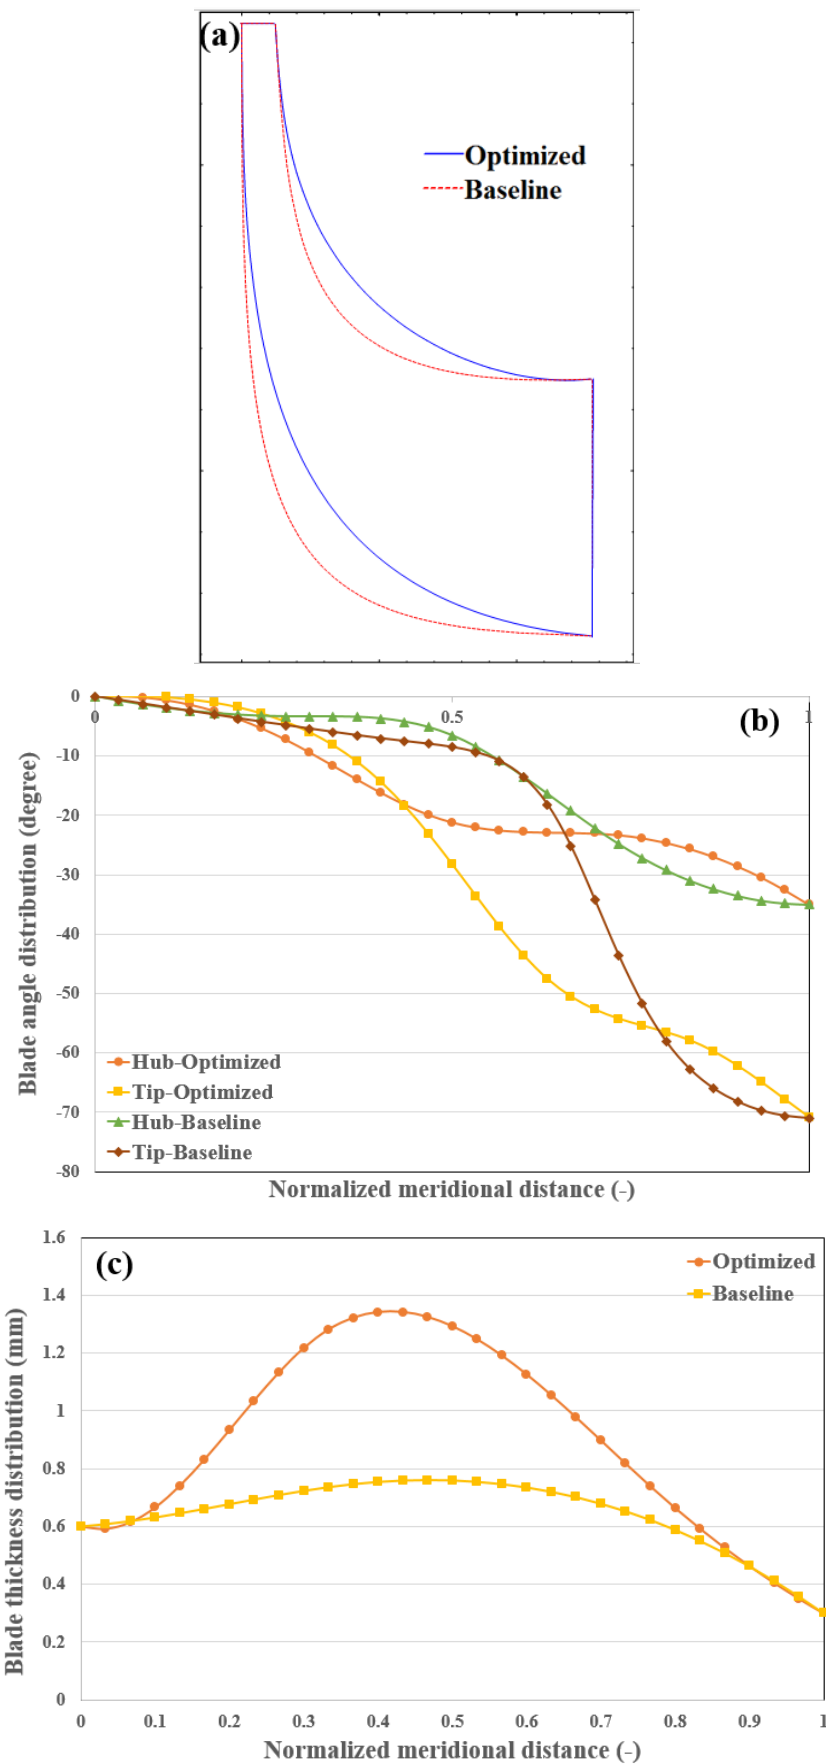 (a)
Optimized
Baseline
0
0
0.5
1
(b)
-10
-20
-30
-40
-50
-60
-70
-80
Blade angle distribution (degree)
Hub-Optimized
Tip-Optimized
Hub-Baseline
Tip-Baseline
Normalized meridional distance (-)
1.6
(c)
Optimized
Baseline
1.4
1.2
1
0.8
0.6
0.4
0.2
0
Blade thickness distribution (mm)
0 0.1 0.2 0.3 0.4 0.5 0.6 0.7 0.8 0.9 1
Normalized meridional distance (-)